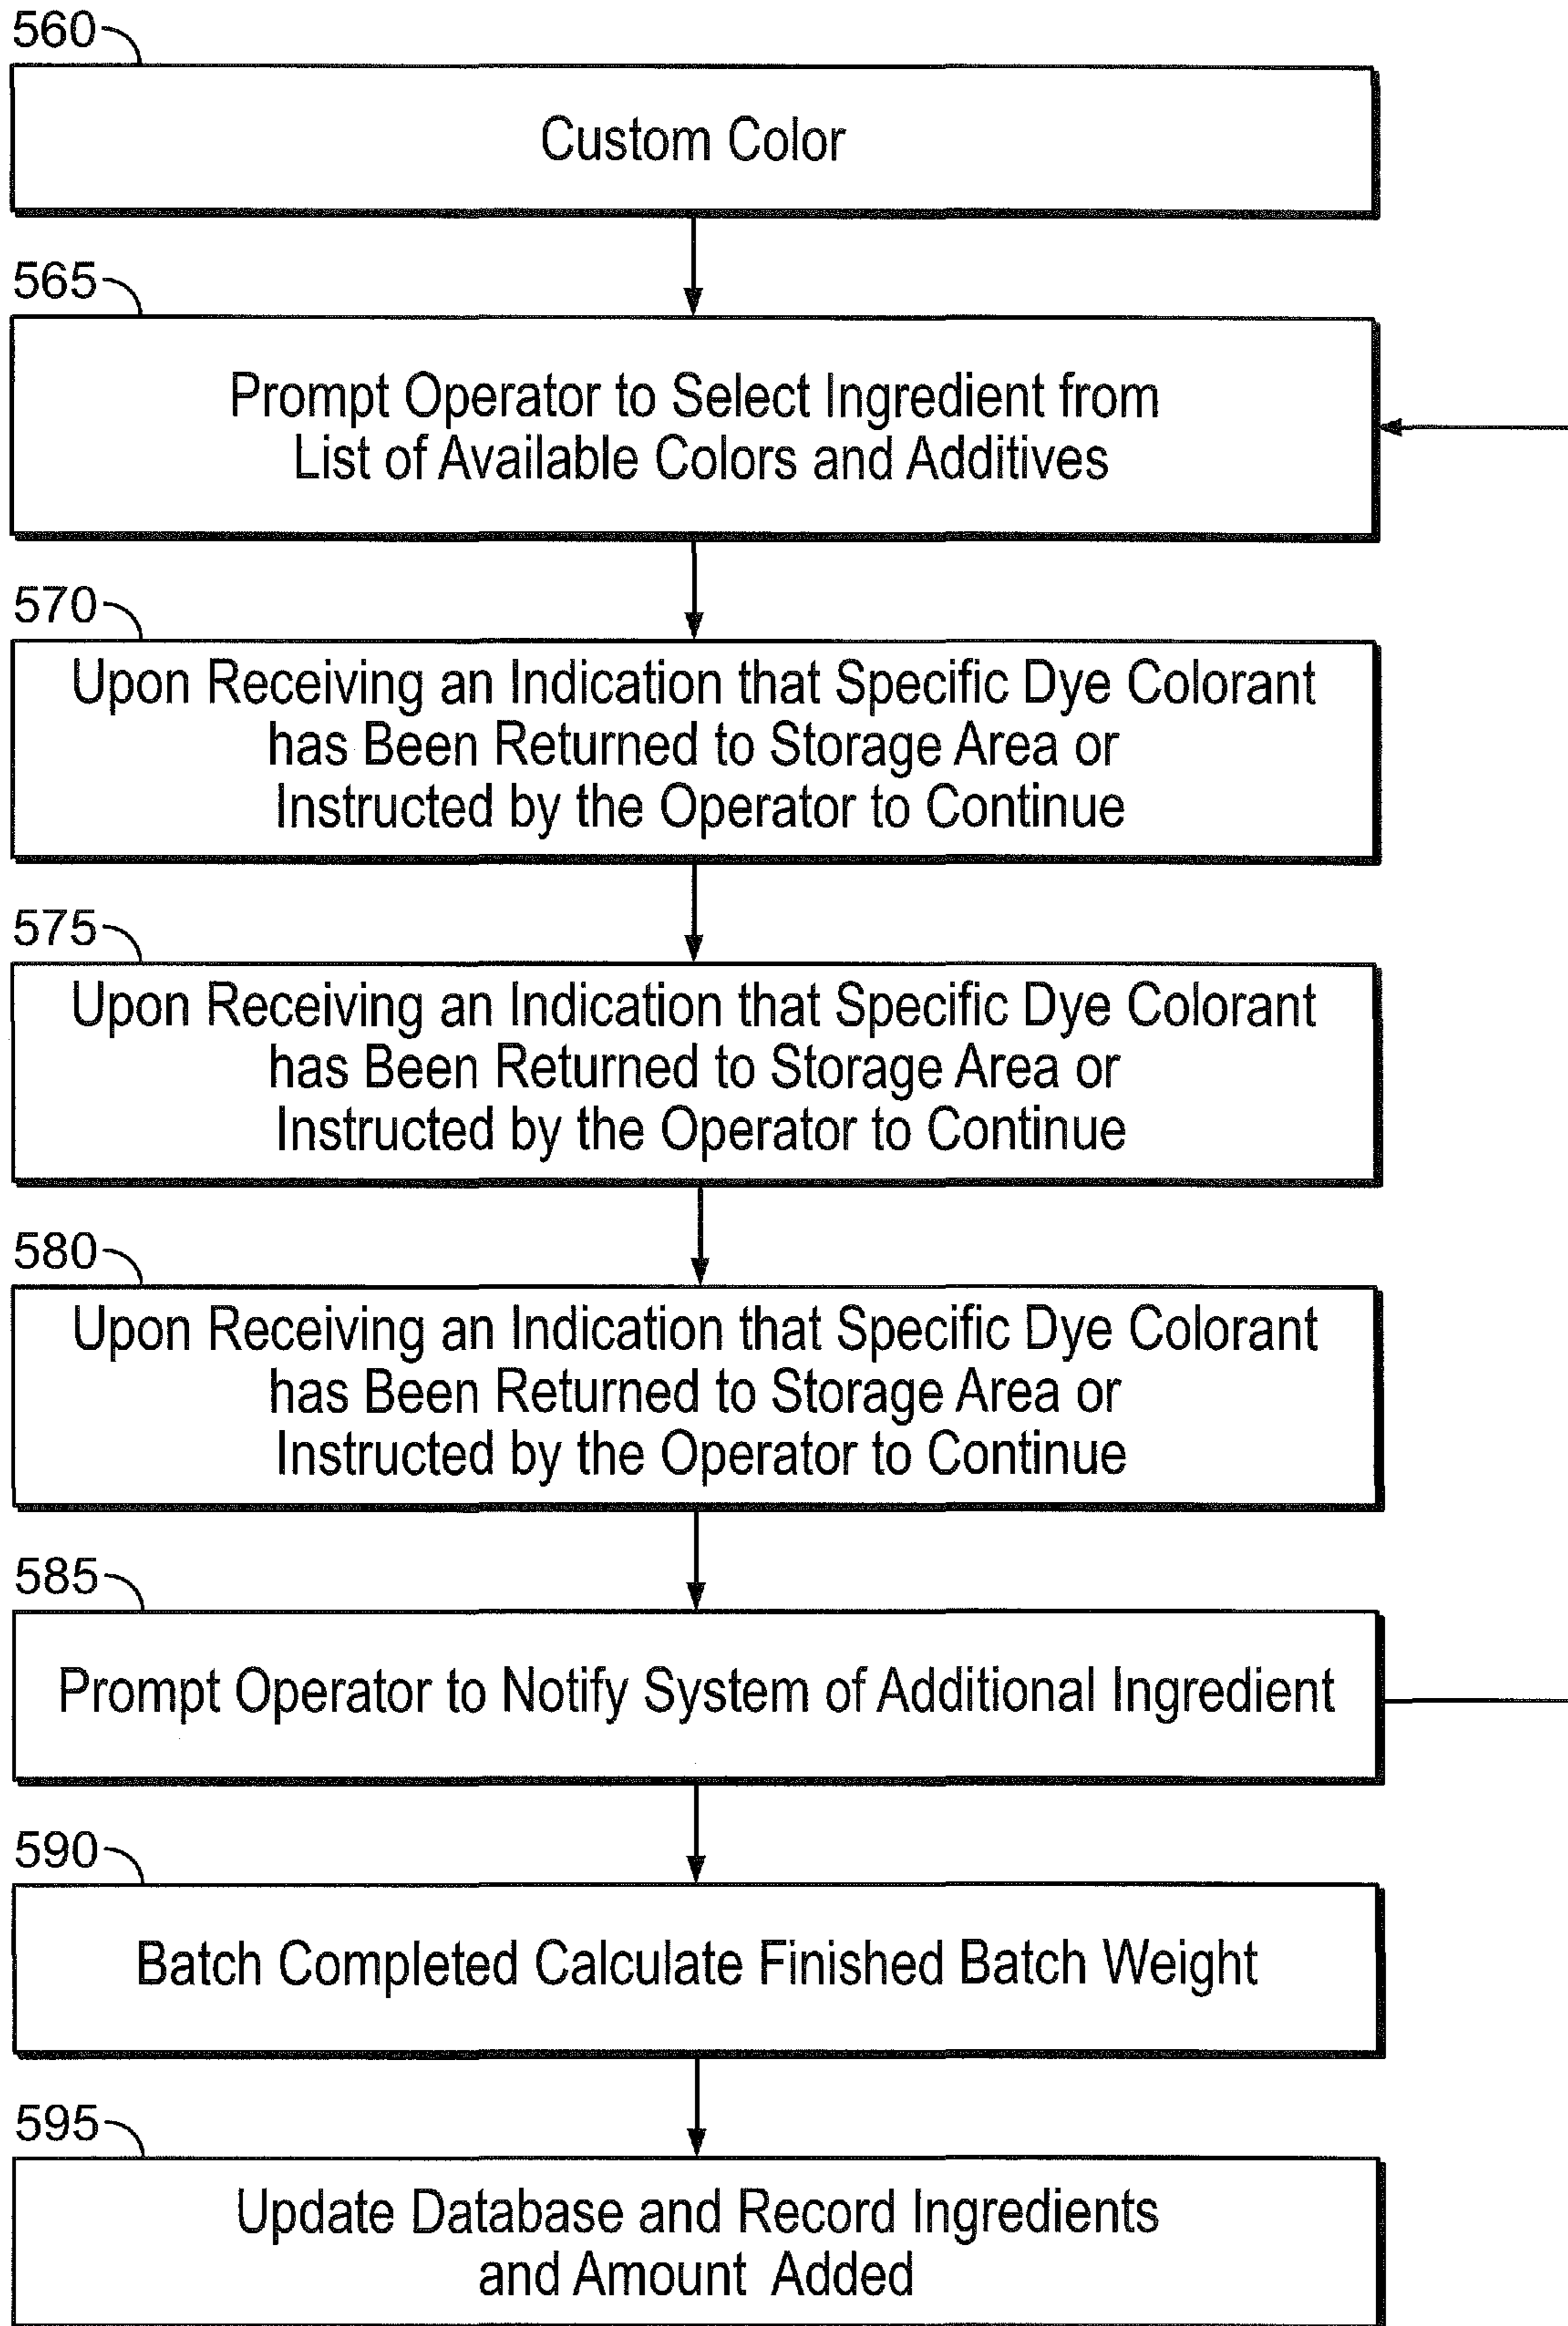 560
Custom Color
565
Prompt Operator to Select Ingredient from
List of Available Colors and Additives
570
Upon Receiving an Indication that Specific Dye Colorant
has Been Returned to Storage Area or
Instructed by the Operator to Continue
575
Upon Receiving an Indication that Specific Dye Colorant
has Been Returned to Storage Area or
Instructed by the Operator to Continue
580
Upon Receiving an Indication that Specific Dye Colorant
has Been Returned to Storage Area or
Instructed by the Operator to Continue
585
Prompt Operator to Notify System of Additional Ingredient
590
Batch Completed Calculate Finished Batch Weight
595
Update Database and Record Ingredients
and Amount Added